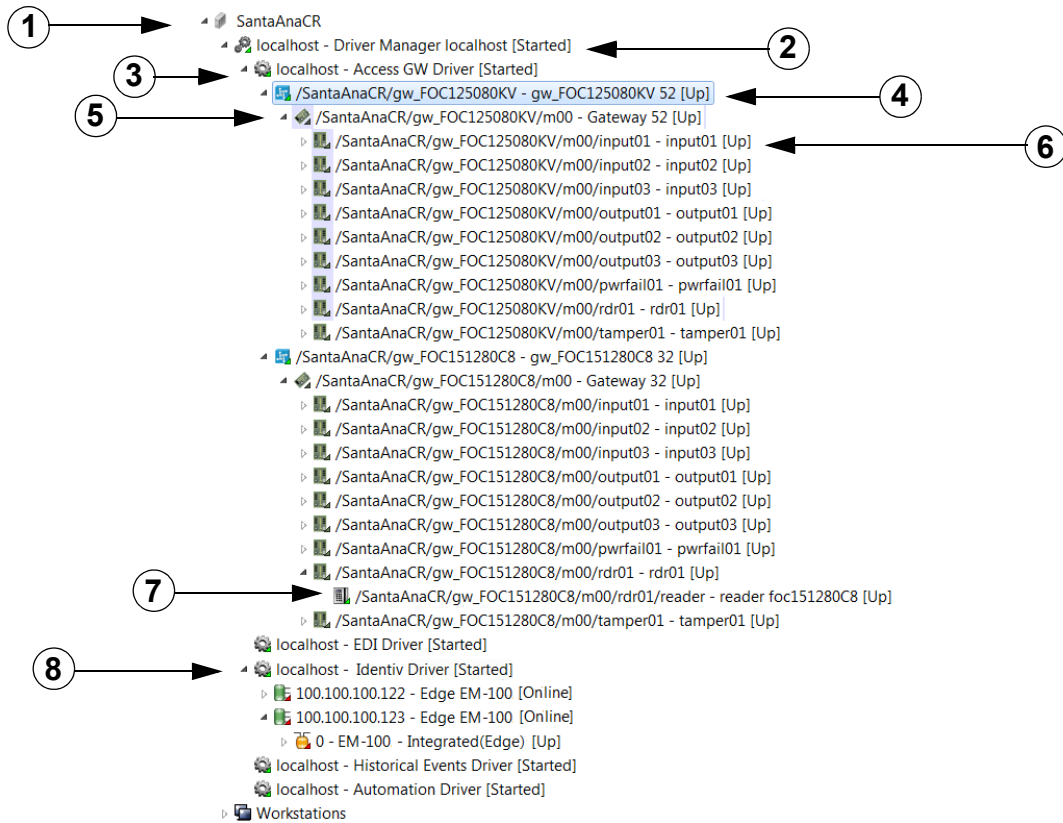 1 SantaAnaCR
localhost - Driver Manager localhost [Started] 2
3 localhost - Access GW Driver [Started]
/SantaAnaCR/gw_FOC125080KV - gw_FOC125080KV 52 [Up] 4
5 /SantaAnaCR/gw_FOC125080KV/m00 - Gateway 52 [Up]
/SantaAnaCR/gw_FOC125080KV/m00/input01 - input01 [Up] 6
/SantaAnaCR/gw_FOC125080KV/m00/input02 - input02 [Up]
/SantaAnaCR/gw_FOC125080KV/m00/input03 - input03 [Up]
/SantaAnaCR/gw_FOC125080KV/m00/output01 - output01 [Up]
/SantaAnaCR/gw_FOC125080KV/m00/output02 - output02 [Up]
/SantaAnaCR/gw_FOC125080KV/m00/output03 - output03 [Up]
/SantaAnaCR/gw_FOC125080KV/m00/pwrfail01 - pwrfail01 [Up]
/SantaAnaCR/gw_FOC125080KV/m00/rdr01 - rdr01 [Up]
/SantaAnaCR/gw_FOC125080KV/m00/tamper01 - tamper01 [Up]
/SantaAnaCR/gw_FOC151280C8 - gw_FOC151280C8 32 [Up]
/SantaAnaCR/gw_FOC151280C8/m00 - Gateway 32 [Up]
/SantaAnaCR/gw_FOC151280C8/m00/input01 - input01 [Up]
/SantaAnaCR/gw_FOC151280C8/m00/input02 - input02 [Up]
/SantaAnaCR/gw_FOC151280C8/m00/input03 - input03 [Up]
/SantaAnaCR/gw_FOC151280C8/m00/output01 - output01 [Up]
/SantaAnaCR/gw_FOC151280C8/m00/output02 - output02 [Up]
/SantaAnaCR/gw_FOC151280C8/m00/output03 - output03 [Up]
/SantaAnaCR/gw_FOC151280C8/m00/pwrfail01 - pwrfail01 [Up]
/SantaAnaCR/gw_FOC151280C8/m00/rdr01 - rdr01 [Up]
7 /SantaAnaCR/gw_FOC151280C8/m00/rdr01/reader - reader foc151280C8 [Up]
/SantaAnaCR/gw_FOC151280C8/m00/tamper01 - tamper01 [Up]
localhost - EDI Driver [Started]
8 localhost - Identiv Driver [Started]
100.100.100.122 - Edge EM-100 [Online]
100.100.100.123 - Edge EM-100 [Online]
0 - EM-100 - Integrated(Edge) [Up]
localhost - Historical Events Driver [Started]
localhost - Automation Driver [Started]
Workstations